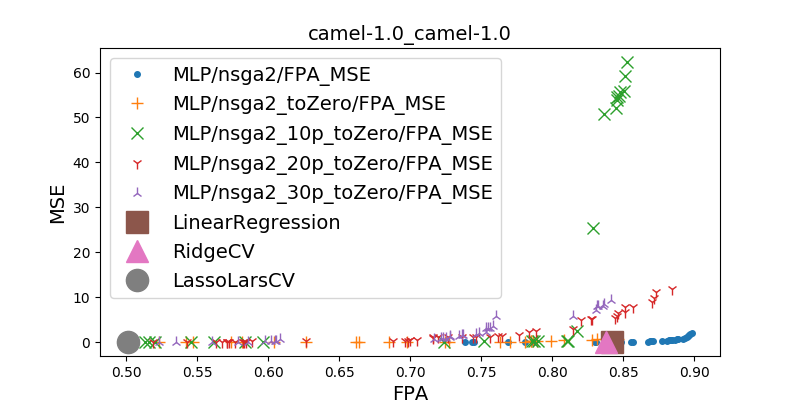 camel-1.0_camel-1.0
MSE
60
50
40
30
20
10
0
MLP/nsga2/FPA_MSE
MLP/nsga2_toZero/FPA_MSE
MLP/nsga2_10p_toZero/FPA_MSE
MLP/nsga2_20p_toZero/FPA_MSE
MLP/nsga2_30p_toZero/FPA_MSE
LinearRegression
RidgeCV
LassoLarsCV
0.50 0.55 0.60 0.65 0.70 0.75 0.80 0.85 0.90
FPA